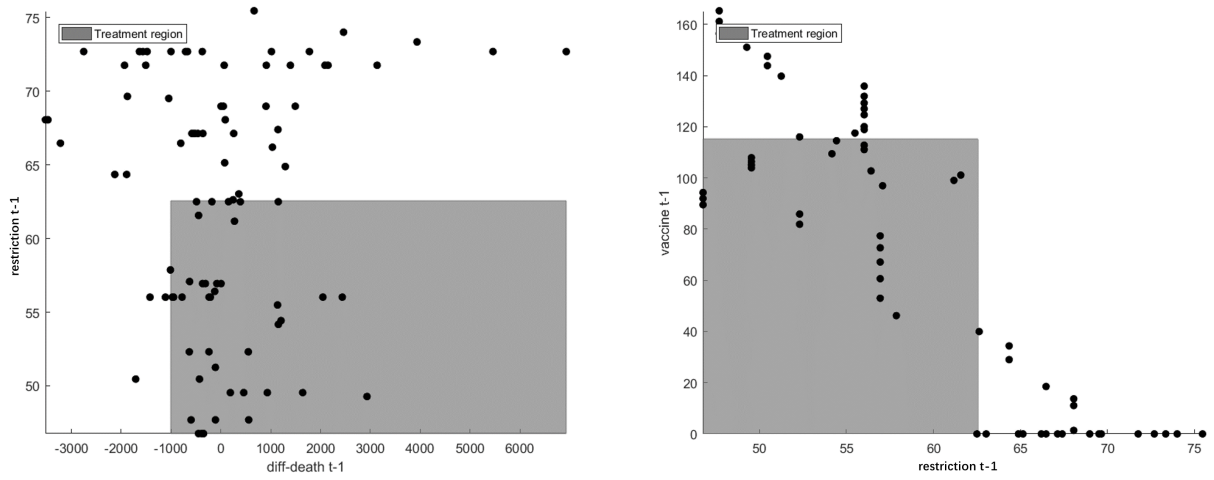 75
70
65
60
55
50
restriction t-1
Treatment region
-3000 -2000 -1000 0 1000 2000 3000 4000 5000 6000
diff-death t-1
160
140
120
100
80
60
40
20
0
vaccine t-1
Treatment region
50 55 60 65 70 75
restriction t-1